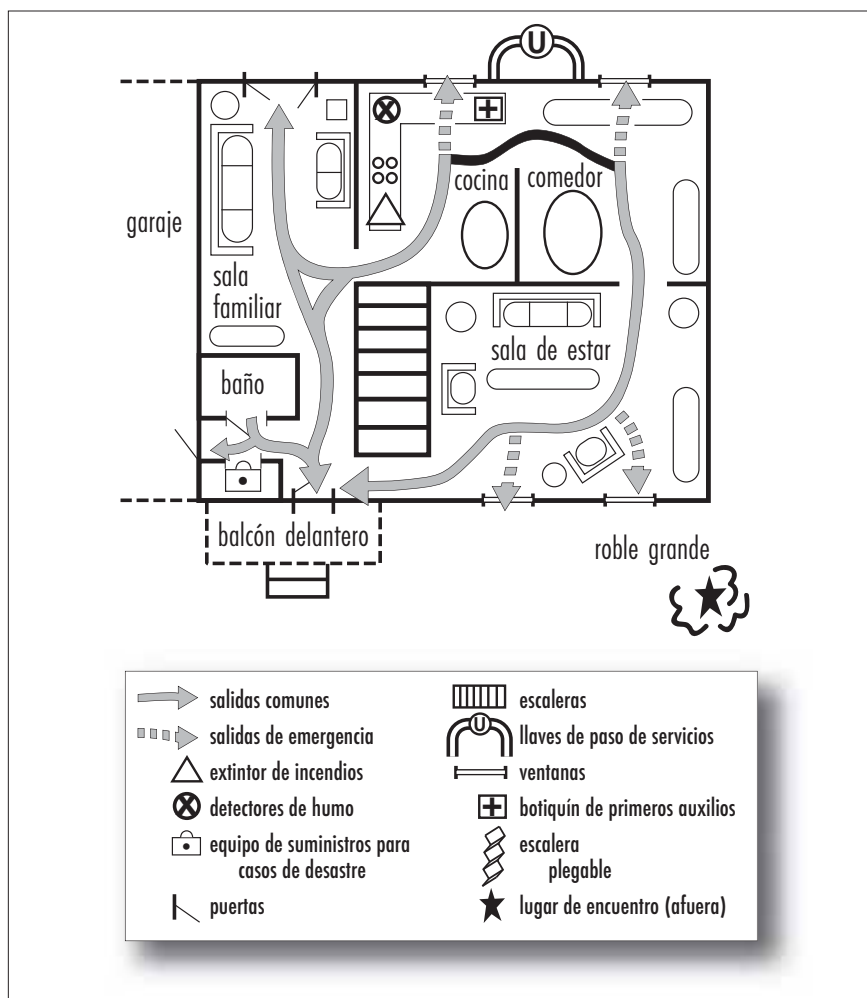 U
cocina
comedor
garaje
sala
familiar
sala de estar
baño
balcón delantero
roble grande
salidas comunes
salidas de emergencia
extintor de incendios
detectores de humo
equipo de suministros para
casos de desastre
puertas
escaleras
U
llaves de paso de servicios
ventanas
botiquín de primeros auxilios
escalera
plegable
lugar de encuentro (afuera)